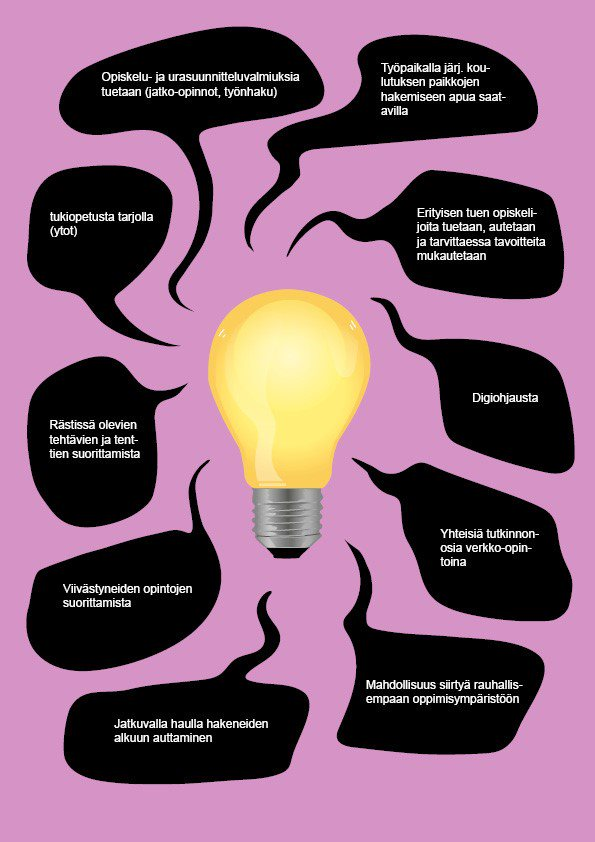 Opiskelu- ja urasuunnitteluvalmiuksia
tuetaan (jatko-opinnot, työnhaku)
Työpaikalla järj. kou-
lutuksen paikkojen
hakemiseen apua saat-
avilla
tukiopetusta tarjolla
(ytot)
Erityisen tuen opiskeli-
joita tuetaan, autetaan
ja tarvittaessa tavoitteita
mukautetaan
Digiohjausta
Rästissä olevien
tehtävien ja tent-
tien suorittamista
Yhteisiä tutkinnon-
osia verkko-opin-
toina
Viivästyneiden opintojen
suorittamista
Mahdollisuus siirtyä rauhallis-
empaan oppimisympäristöön
Jatkuvalla haulla hakeneiden
alkuun auttaminen